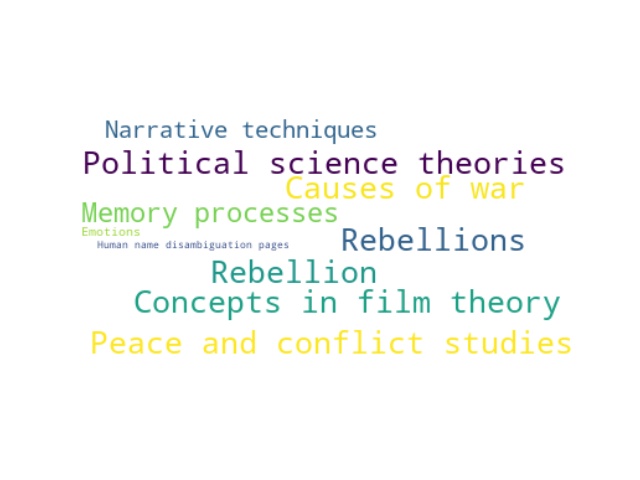 Narrative techniques
Political science theories
Causes of war
Memory processes
Emotions
Human name disambiguation pages
Rebellions
Rebellion
Concepts in film theory
Peace and conflict studies